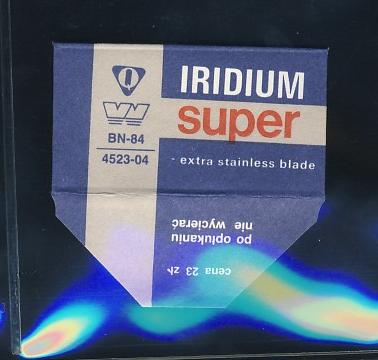 Q
IRIDIUM
super
BN-84
4523-04
- extra stainless blade
po opłukaniu
nie wycierać
cena 23 zł